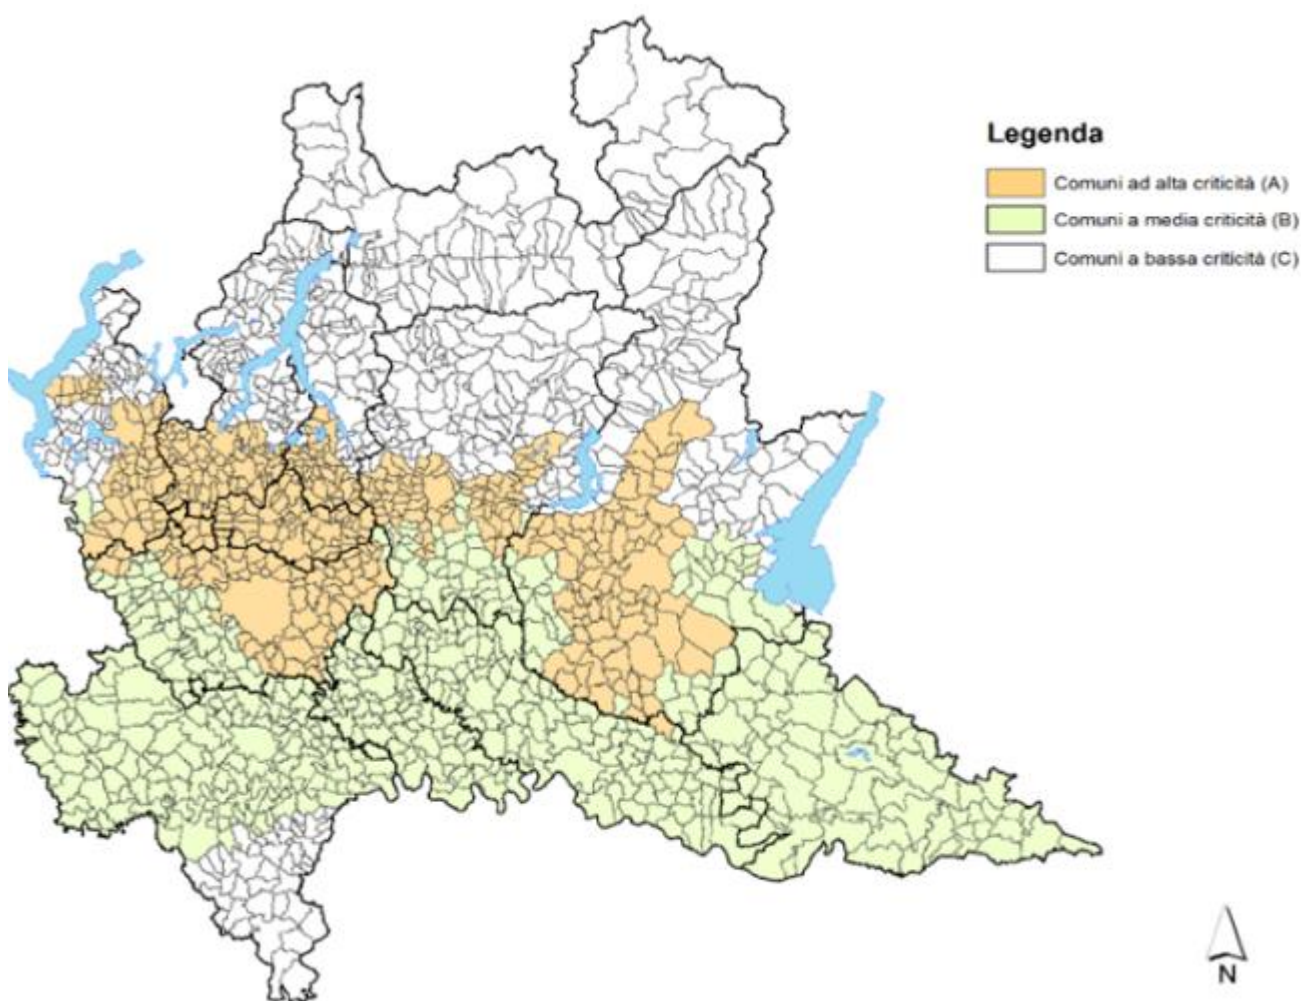 Legenda
Comuni ad alta criticità (A)
Comuni a media criticità (B)
Comuni a bassa criticità (C)
N